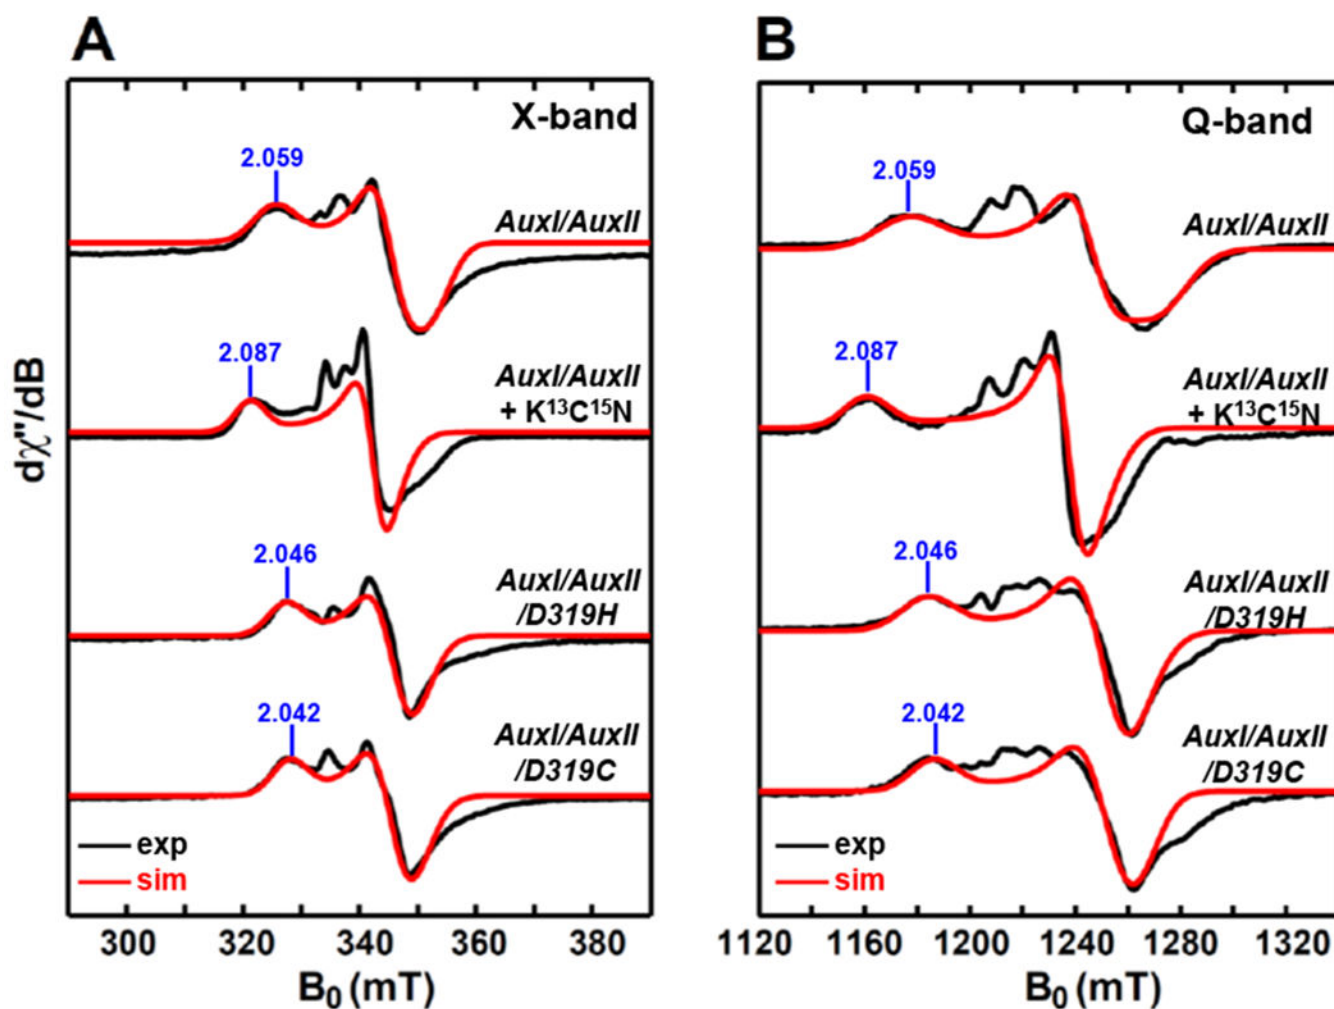 A
X-band
2.059
AuxI/AuxII
2.087
AuxI/AuxII
+ K¹³C¹⁵N
2.046
AuxI/AuxII
/D319H
2.042
AuxI/AuxII
/D319C
exp
sim
300 320 340 360 380
B₀ (mT)
dχ"/dB
B
Q-band
2.059
AuxI/AuxII
2.087
AuxI/AuxII
+ K¹³C¹⁵N
2.046
AuxI/AuxII
/D319H
2.042
AuxI/AuxII
/D319C
exp
sim
1120 1160 1200 1240 1280 1320
B₀ (mT)